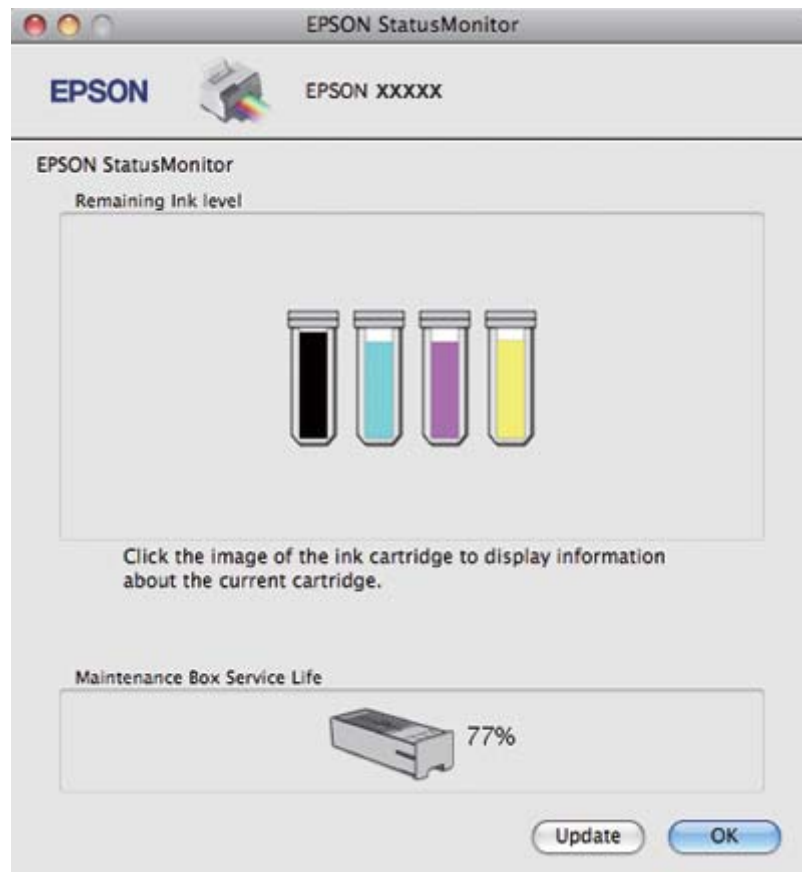 EPSON StatusMonitor
EPSON
EPSON XXXXX
EPSON StatusMonitor
Remaining Ink level
Click the image of the ink cartridge to display information
about the current cartridge.
Maintenance Box Service Life
77%
Update
OK